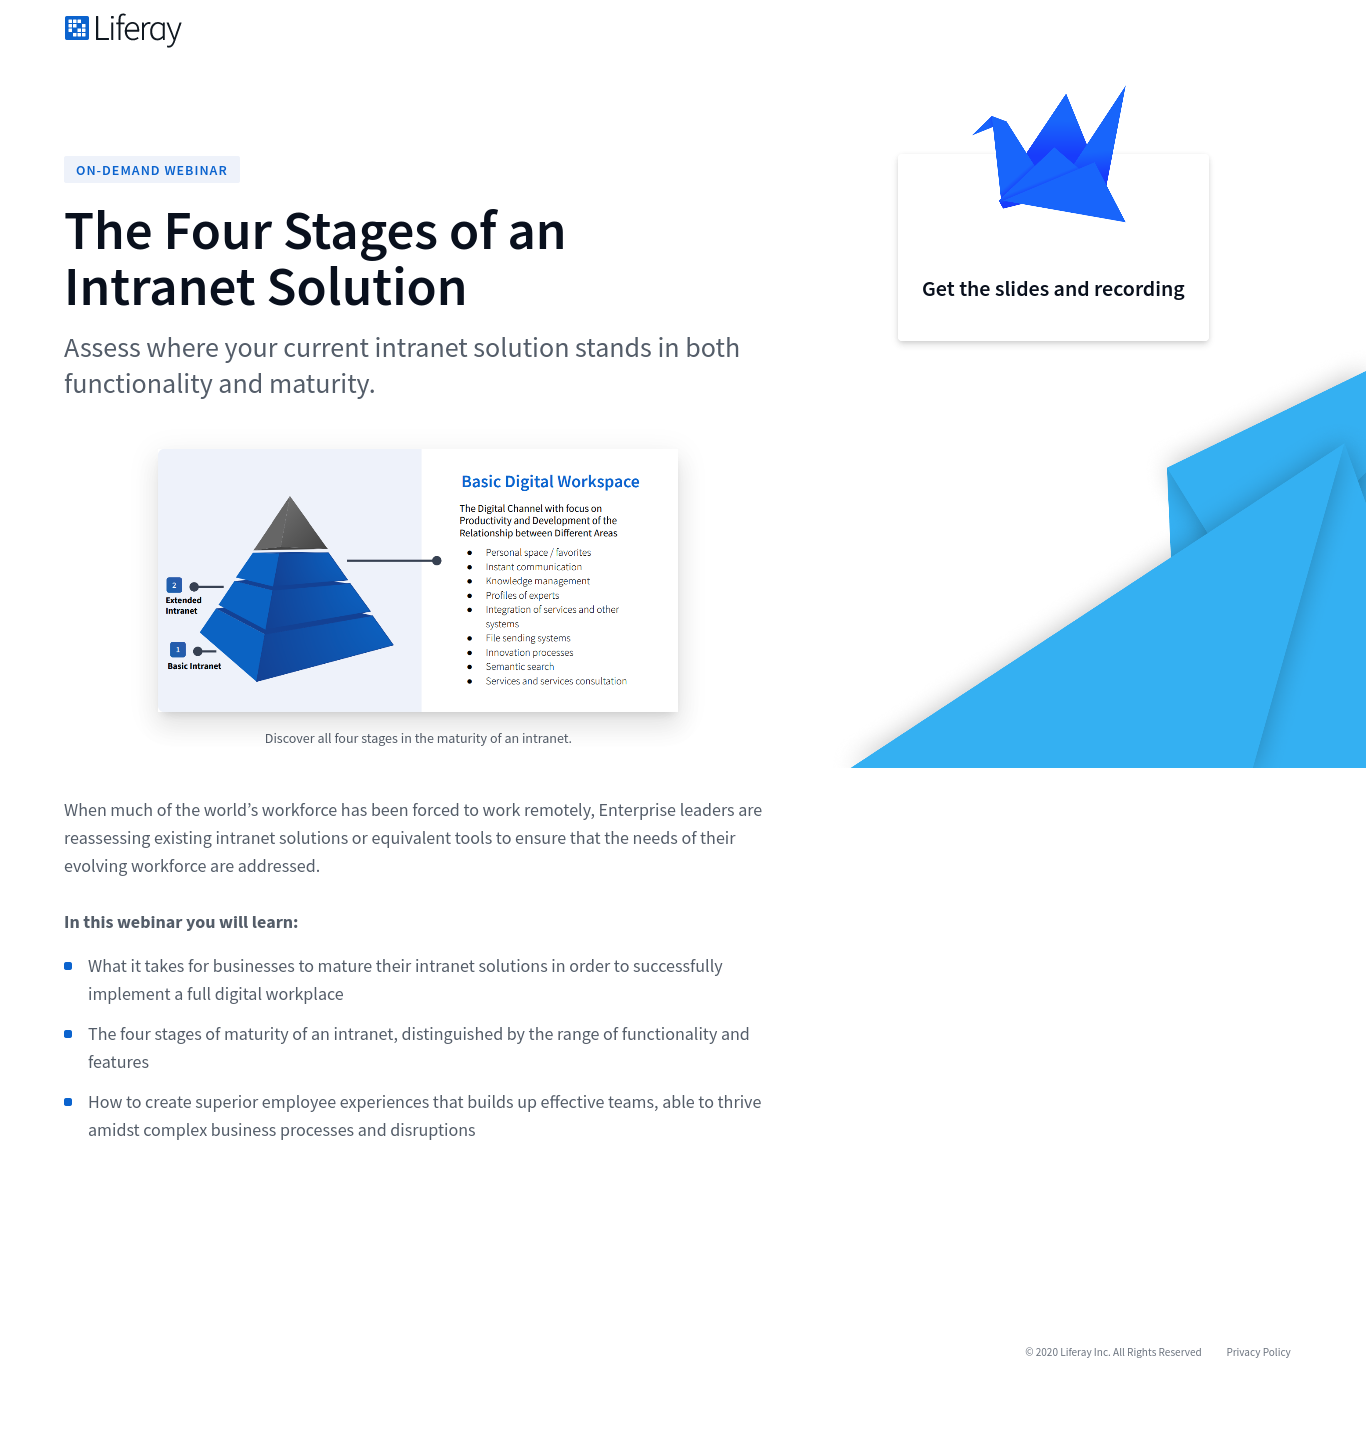 Liferay
ON-DEMAND WEBINAR
The Four Stages of an
Intranet Solution
Assess where your current intranet solution stands in both
functionality and maturity.
Get the slides and recording
2
Extended
Intranet
1
Basic Intranet
Basic Digital Workspace
The Digital Channel with focus on
Productivity and Development of the
Relationship between Different Areas
● Personal space / favorites
● Instant communication
● Knowledge management
● Profiles of experts
● Integration of services and other
systems
● File sending systems
● Innovation processes
● Semantic search
● Services and services consultation
Discover all four stages in the maturity of an intranet.
When much of the world’s workforce has been forced to work remotely, Enterprise leaders are
reassessing existing intranet solutions or equivalent tools to ensure that the needs of their
evolving workforce are addressed.
In this webinar you will learn:
What it takes for businesses to mature their intranet solutions in order to successfully
implement a full digital workplace
The four stages of maturity of an intranet, distinguished by the range of functionality and
features
How to create superior employee experiences that builds up effective teams, able to thrive
amidst complex business processes and disruptions
© 2020 Liferay Inc. All Rights Reserved
Privacy Policy